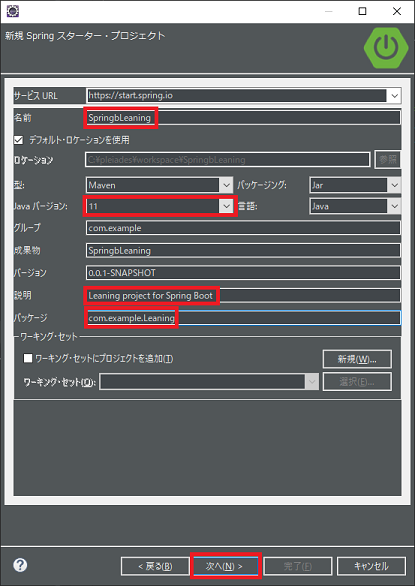 新規 Spring スターター・プロジェクト
サービス URL https://start.spring.io
名前 SpringbLeaning
デフォルト・ロケーションを使用
ロケーション C:¥pleiades¥workspace¥SpringbLeaning 参照
型: Maven パッケージング: Jar
Java バージョン: 11 言語: Java
グループ com.example
成果物 SpringbLeaning
バージョン 0.0.1-SNAPSHOT
説明 Leaning project for Spring Boot
パッケージ com.example.Leaning
ワーキング・セット
ワーキング・セットにプロジェクトを追加(T) 新規(W)...
ワーキング・セット(O): 選択(E)...
? < 戻る(B) 次へ(N) > 完了(F) キャンセル